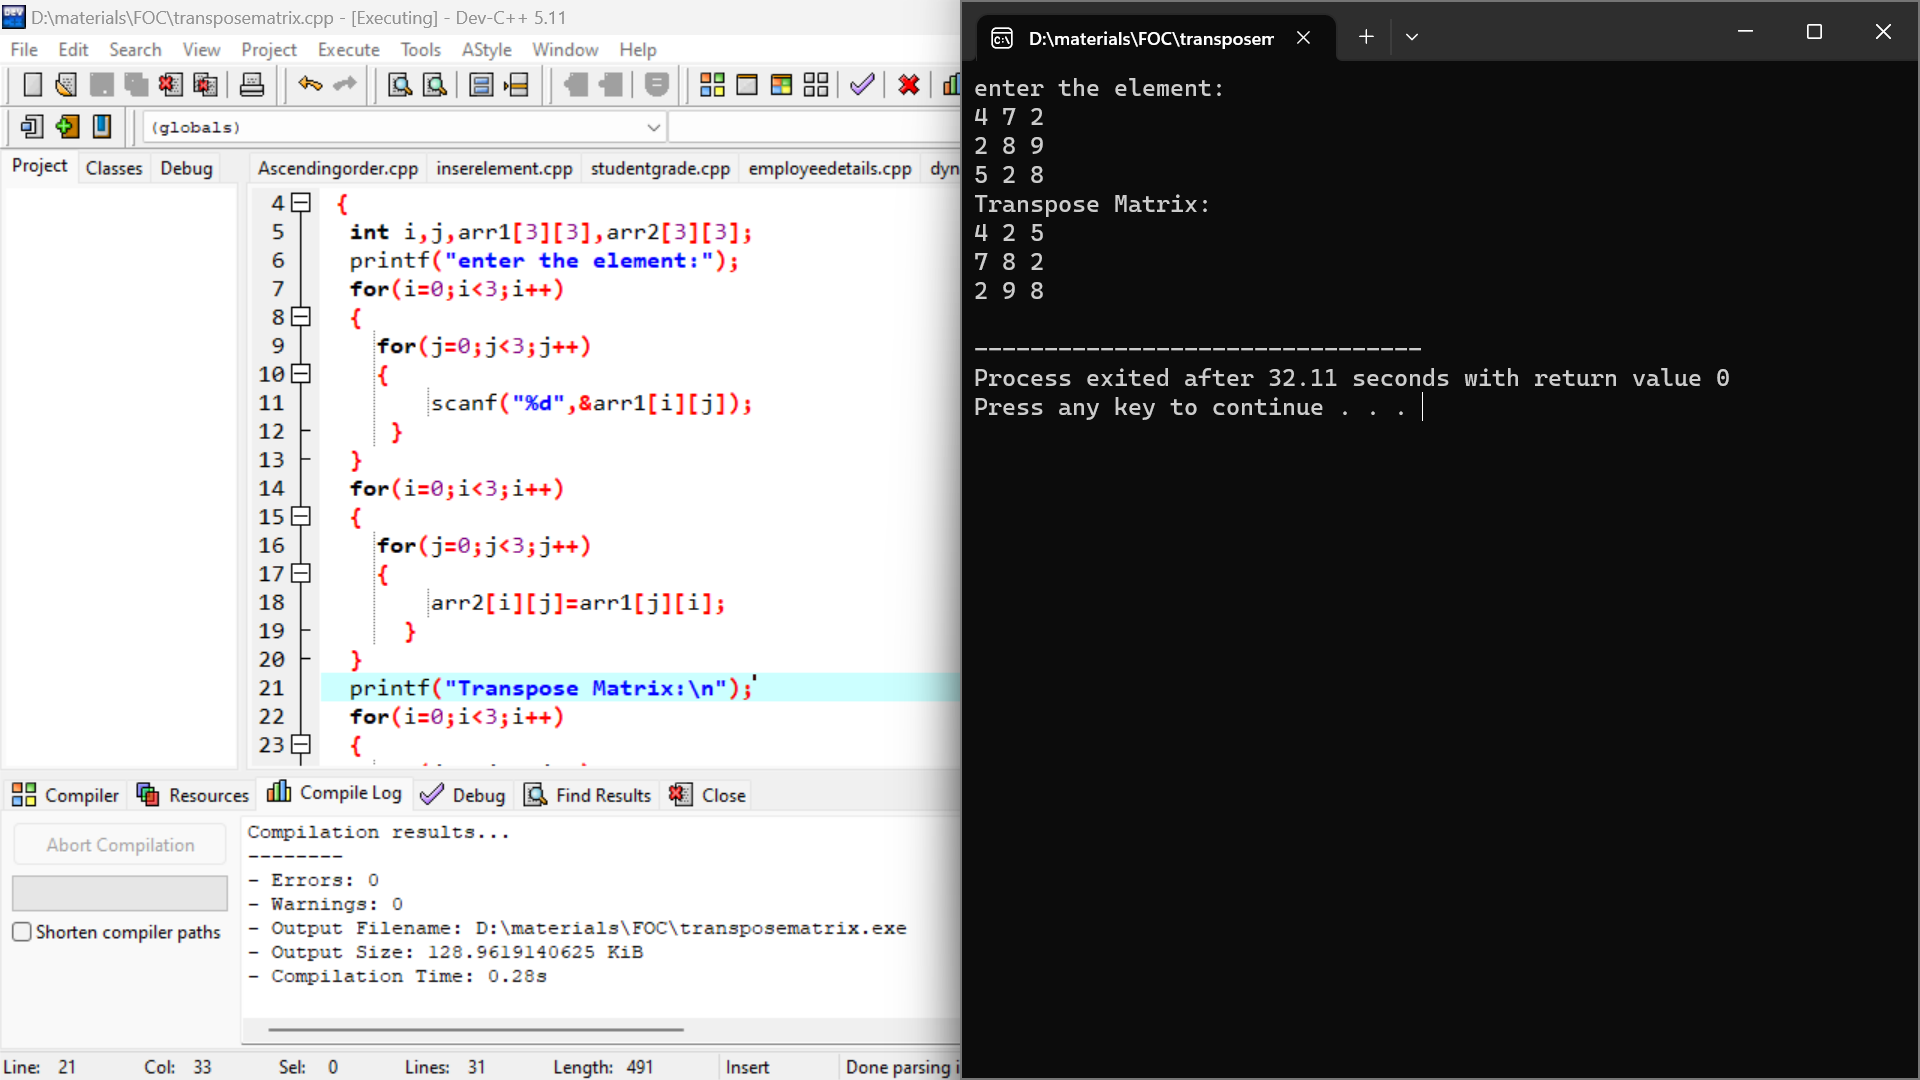 D:\materials\FOC\transposematrix.cpp - [Executing] - Dev-C++ 5.11
File Edit Search View Project Execute Tools AStyle Window Help
(globals)
Project Classes Debug
Ascendingorder.cpp inserelement.cpp studentgrade.cpp employeedetails.cpp dyn
4 {
5 int i,j,arr1[3][3],arr2[3][3];
6 printf("enter the element:");
7 for(i=0;i<3;i++)
8 {
9 for(j=0;j<3;j++)
10 {
11 scanf("%d",&arr1[i][j]);
12 }
13 }
14 for(i=0;i<3;i++)
15 {
16 for(j=0;j<3;j++)
17 {
18 arr2[i][j]=arr1[j][i];
19 }
20 }
21 printf("Transpose Matrix:\n");
22 for(i=0;i<3;i++)
23 {
Compiler Resources Compile Log Debug Find Results Close
Abort Compilation
Shorten compiler paths
Compilation results...
--------
- Errors: 0
- Warnings: 0
- Output Filename: D:\materials\FOC\transposematrix.exe
- Output Size: 128.9619140625 KiB
- Compilation Time: 0.28s
Line: 21 Col: 33 Sel: 0 Lines: 31 Length: 491 Insert Done parsing i
D:\materials\FOC\transposem
enter the element:
4 7 2
2 8 9
5 2 8
Transpose Matrix:
4 2 5
7 8 2
2 9 8
--------------------------------
Process exited after 32.11 seconds with return value 0
Press any key to continue . . .